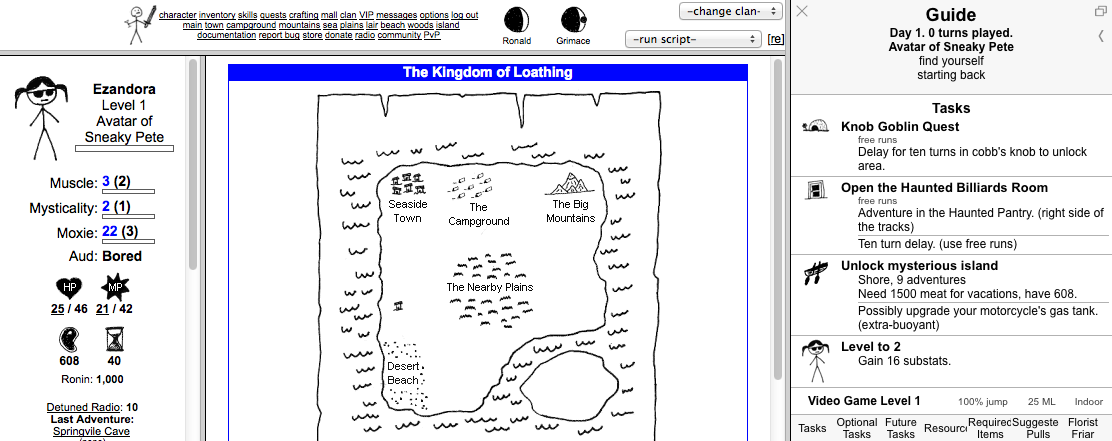 character inventory skills quests crafting mall clan VIP messages options log out
main town campground mountains sea plains lair beach woods island
documentation report bug store donate radio community PvP
Ronald
Grimace
-change clan-
-run script-
[re]
Ezandora
Level 1
Avatar of
Sneaky Pete
Muscle: 3 (2)
Mysticality: 2 (1)
Moxie: 22 (3)
Aud: Bored
HP
MP
25 / 46
21 / 42
608
40
Ronin: 1,000
Detuned Radio: 10
Last Adventure:
Springvile Cave
The Kingdom of Loathing
Seaside
Town
The
Campground
The Big
Mountains
The Nearby Plains
Desert
Beach
Guide
Day 1. 0 turns played.
Avatar of Sneaky Pete
find yourself
starting back
Tasks
Knob Goblin Quest
free runs
Delay for ten turns in cobb's knob to unlock
area.
Open the Haunted Billiards Room
free runs
Adventure in the Haunted Pantry. (right side of
the tracks)
Ten turn delay. (use free runs)
Unlock mysterious island
Shore, 9 adventures
Need 1500 meat for vacations, have 608.
Possibly upgrade your motorcycle's gas tank.
(extra-buoyant)
Level to 2
Gain 16 substats.
Video Game Level 1
100% jump
25 ML
Indoor
Tasks
Optional
Tasks
Future
Tasks
Resourc
Require
Items
Suggeste
Pulls
Florist
Friar